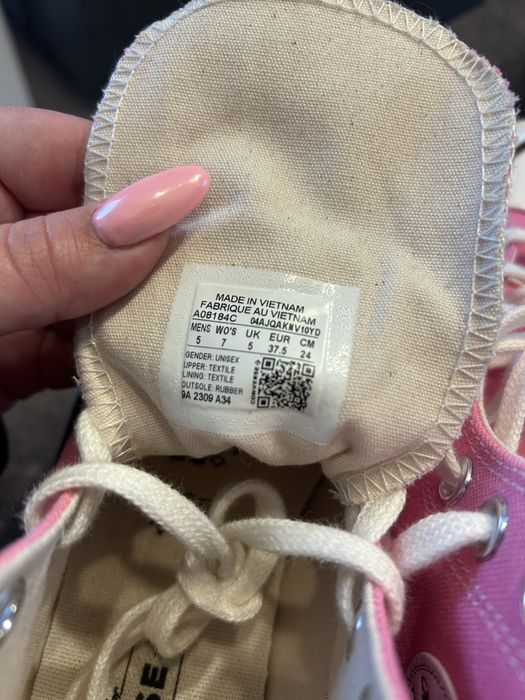 MADE IN VIETNAM
FABRIQUE AU VIETNAM
A08184C 04AJQAKNV10YD
MENS WO'S UK EUR CM
5 7 5 37.5 24
GENDER: UNISEX
UPPER: TEXTILE
LINING: TEXTILE
OUTSOLE: RUBBER
9A 2309 A34
CONVERSE